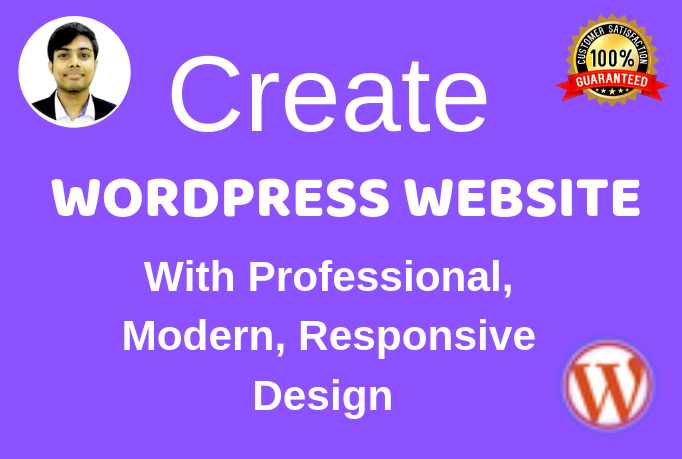 Create
CUSTOMER SATISFACTION
100%
GUARANTEED
WORDPRESS WEBSITE
With Professional,
Modern, Responsive
Design
W